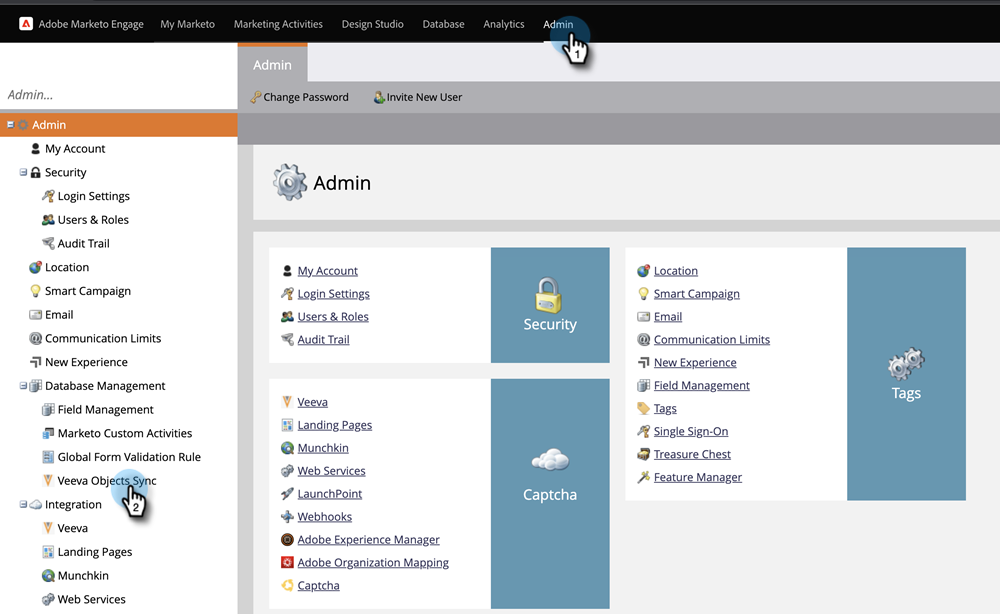 Adobe Marketo Engage My Marketo Marketing Activities Design Studio Database Analytics Admin
1
Admin
Admin...
Change Password Invite New User
Admin
My Account
Security
Login Settings
Users & Roles
Audit Trail
Location
Smart Campaign
Email
Communication Limits
New Experience
Database Management
Field Management
Marketo Custom Activities
Global Form Validation Rule
Veeva Objects Sync
2
Integration
Veeva
Landing Pages
Munchkin
Web Services
Admin
My Account
Login Settings
Users & Roles
Audit Trail
Security
Veeva
Landing Pages
Munchkin
Web Services
LaunchPoint
Webhooks
Adobe Experience Manager
Adobe Organization Mapping
Captcha
Captcha
Location
Smart Campaign
Email
Communication Limits
New Experience
Field Management
Tags
Single Sign-On
Treasure Chest
Feature Manager
Tags